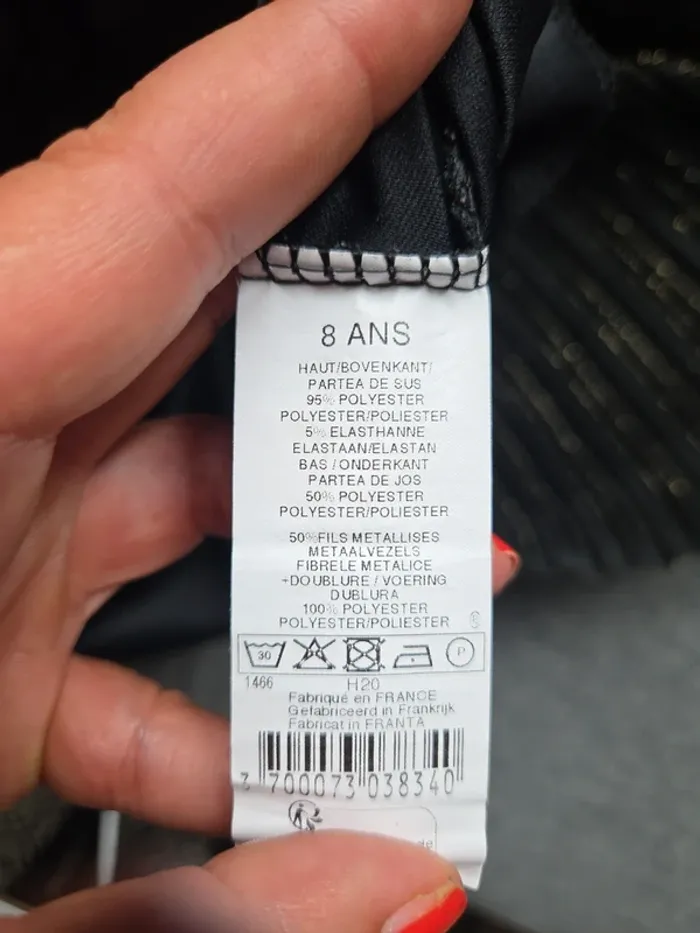 8 ANS
HAUT/BOVENKANT/
PARTEA DE SUS
95% POLYESTER
POLYESTER/POLIESTER
5% ELASTHANNE
ELASTAAN/ELASTAN
BAS / ONDERKANT
PARTEA DE JOS
50% POLYESTER
POLYESTER/POLIESTER
50%FILS METALLISES
METAALVEZELS
FIBRELE METALICE
+DOUBLURE / VOERING
DUBLURA
100% POLYESTER
POLYESTER/POLIESTER
30 P
1466 H20
Fabriqué en FRANCE
Gefabriceerd in Frankrijk
Fabricat in FRANTA
3 700073 038340